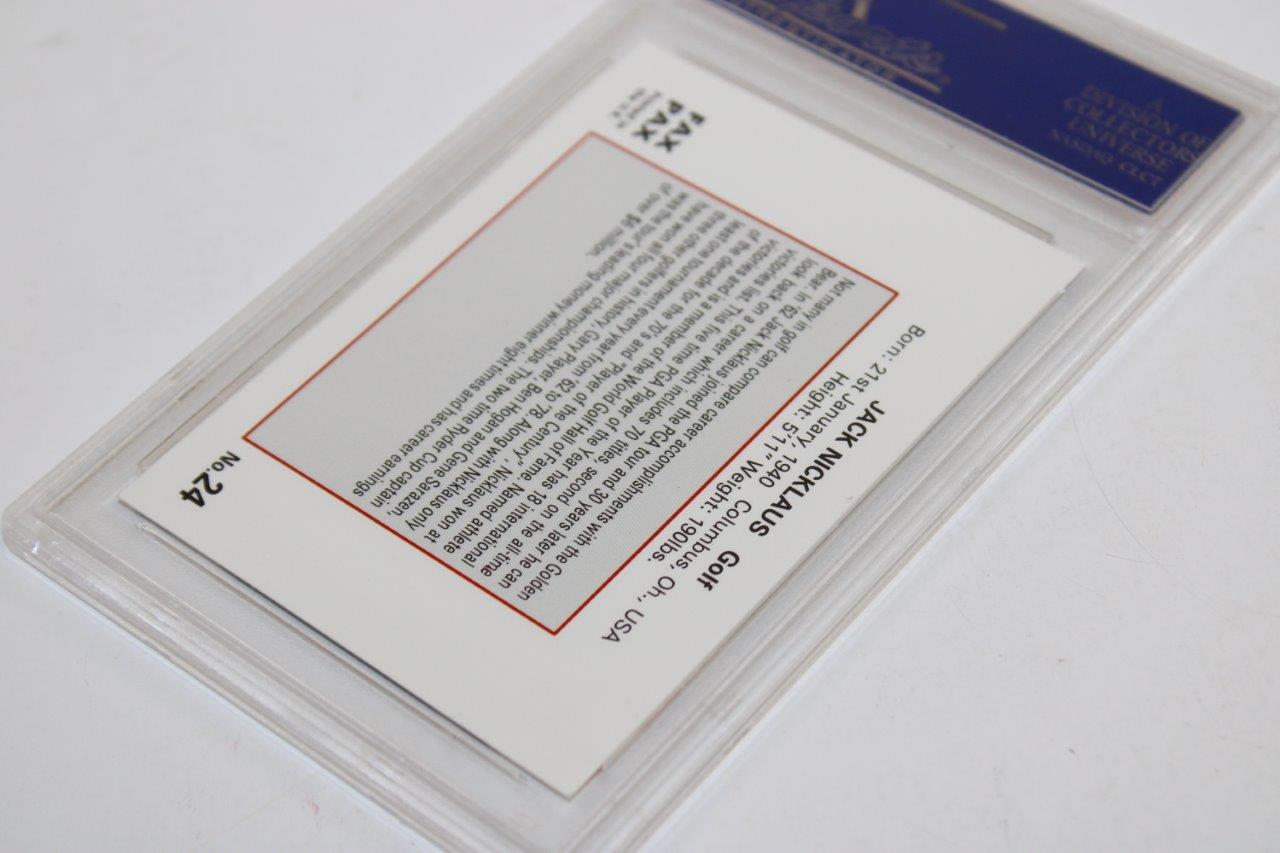 JACK NICKLAUS Golf
Born: 21st January, 1940 Columbus, Oh., USA
Height: 5'11" Weight: 190lbs.
Not many in golf can compare career accomplishments with the Golden
Bear. In '62 Jack Nicklaus joined the PGA tour and 30 years later he can
look back on a career which includes 70 titles, second on the all-time
victories list. This five time PGA Player of the Year has 18 international
victories and is a member of the World Golf Hall of Fame. Named athlete
of the decade for the 70's and "Player of the Century", Nicklaus won at
least one tournament every year from '62 to '78. Along with Nicklaus only
three other golfers in history, Gary Player, Ben Hogan and Gene Sarazen,
have won all four major championships. The two time Ryder Cup captain
was the tour's leading money winner eight times and has career earnings
of over $5 million.
FAX
PAX
No.24
A
DIVISION OF
COLLECTORS
UNIVERSE
NASDAQ: CLCT